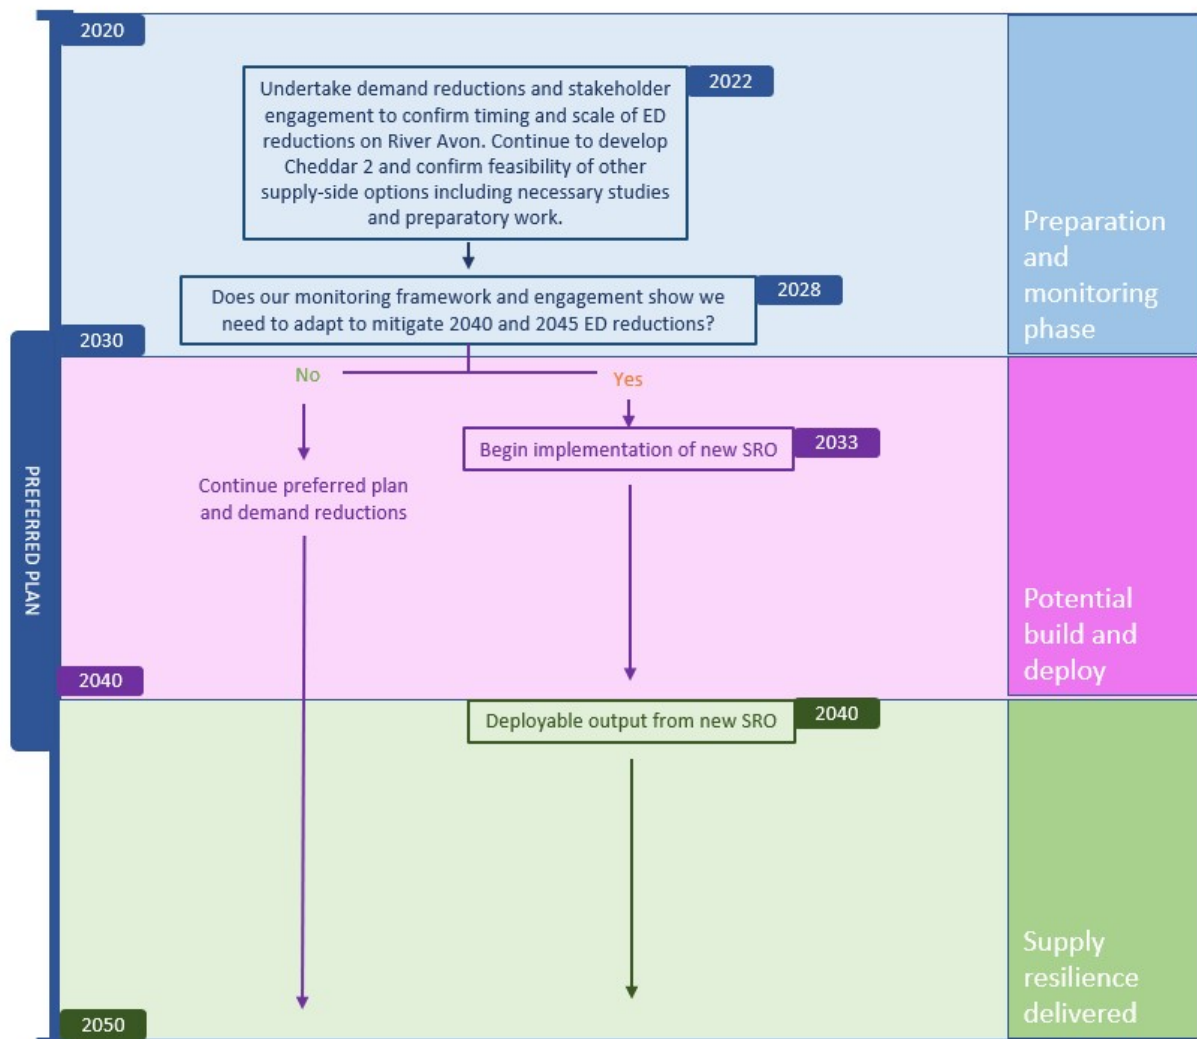 2020
2022
Undertake demand reductions and stakeholder
engagement to confirm timing and scale of ED
reductions on River Avon. Continue to develop
Cheddar 2 and confirm feasibility of other
supply-side options including necessary studies
and preparatory work.
Preparation
and
monitoring
phase
2028
Does our monitoring framework and engagement show we
need to adapt to mitigate 2040 and 2045 ED reductions?
2030
PREFERRED PLAN
No
Yes
2033
Begin implementation of new SRO
Continue preferred plan
and demand reductions
Potential
build and
deploy
2040
2040
Deployable output from new SRO
Supply
resilience
delivered
2050